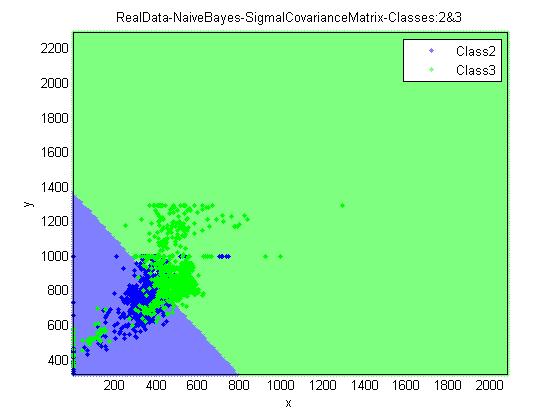 RealData-NaiveBayes-SigmaICovarianceMatrix-Classes:2&3
2200
2000
1800
1600
1400
1200
1000
800
600
400
y
Class2
Class3
200 400 600 800 1000 1200 1400 1600 1800 2000
x